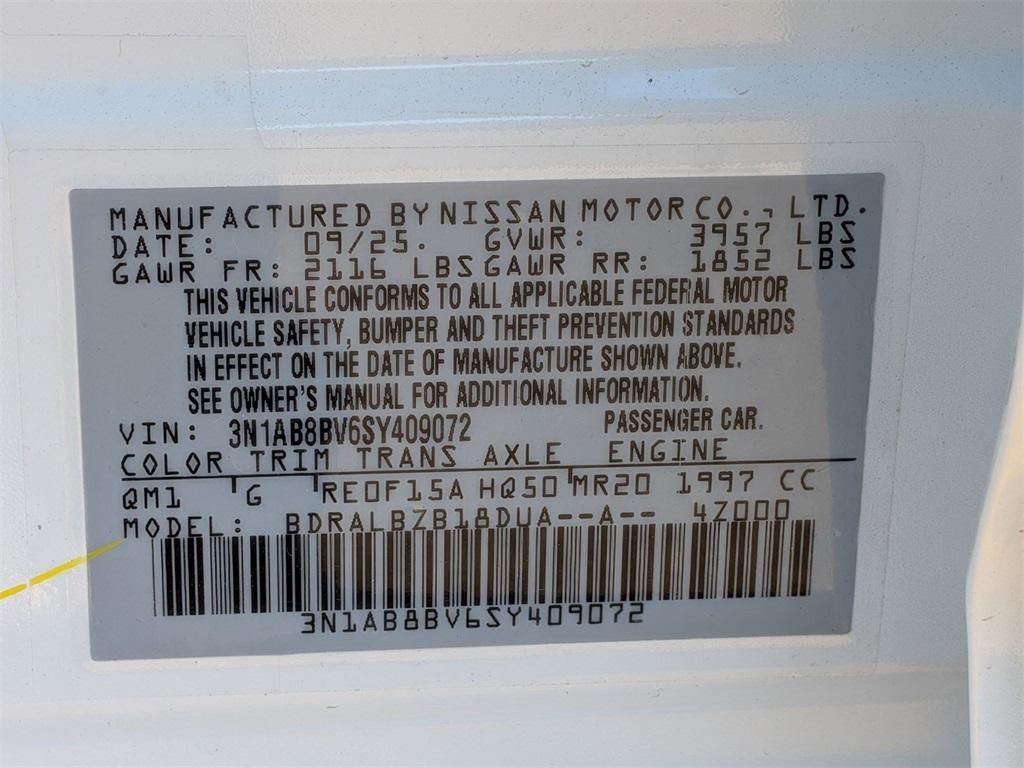 MANUFACTURED BY NISSAN MOTOR CO., LTD.
DATE: 09/25. GVWR: 3957 LBS
GAWR FR: 2116 LBS GAWR RR: 1852 LBS
THIS VEHICLE CONFORMS TO ALL APPLICABLE FEDERAL MOTOR
VEHICLE SAFETY, BUMPER AND THEFT PREVENTION STANDARDS
IN EFFECT ON THE DATE OF MANUFACTURE SHOWN ABOVE.
SEE OWNER'S MANUAL FOR ADDITIONAL INFORMATION.
VIN: 3N1AB8BV6SY409072 PASSENGER CAR.
COLOR TRIM TRANS AXLE ENGINE
QM1 G RE0F15A HQ50 MR20 1997 CC
MODEL: BDRALBZB18DUA--A-- 4Z000
3N1AB8BV6SY409072